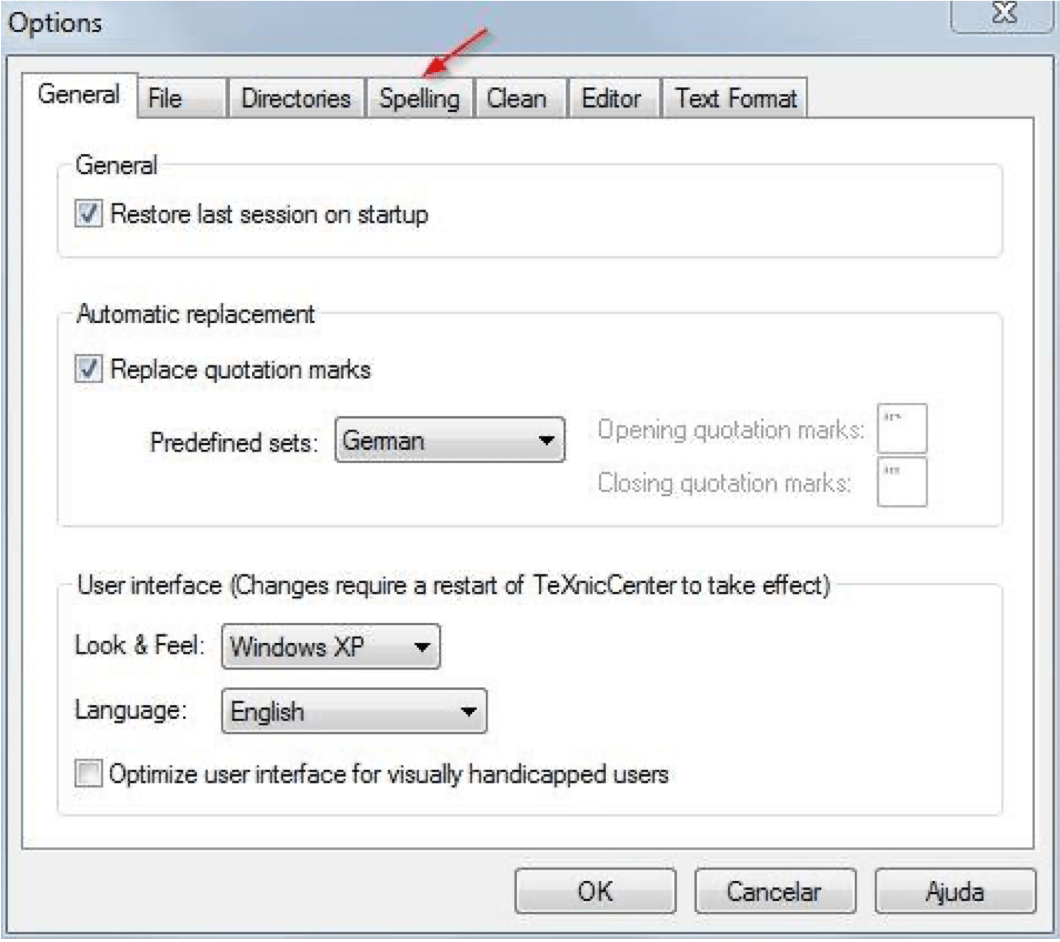 Options
General File Directories Spelling Clean Editor Text Format
General
Restore last session on startup
Automatic replacement
Replace quotation marks
Predefined sets: German
Opening quotation marks:
Closing quotation marks:
User interface (Changes require a restart of TeXnicCenter to take effect)
Look & Feel: Windows XP
Language: English
Optimize user interface for visually handicapped users
OK Cancelar Ajuda